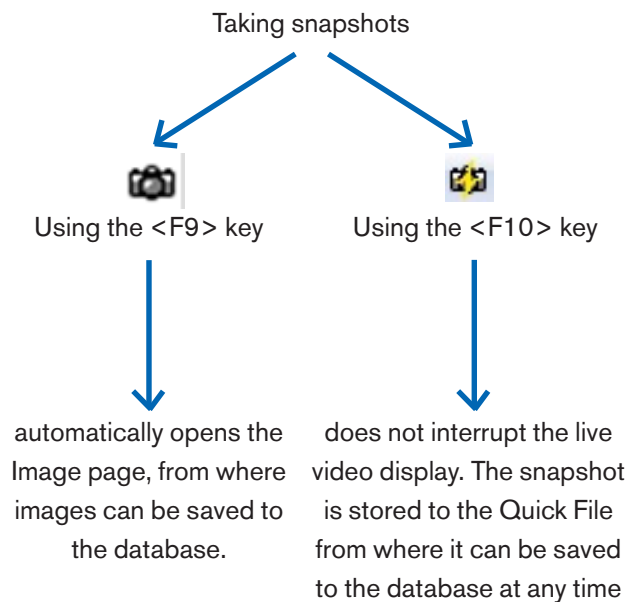 Taking snapshots
Using the <F9> key
Using the <F10> key
automatically opens the
Image page, from where
images can be saved to
the database.
does not interrupt the live
video display. The snapshot
is stored to the Quick File
from where it can be saved
to the database at any time